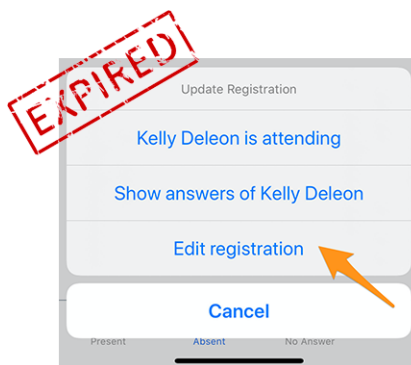 EXPIRED
Update Registration
Kelly Deleon is attending
Show answers of Kelly Deleon
Edit registration
Cancel
Present Absent No Answer